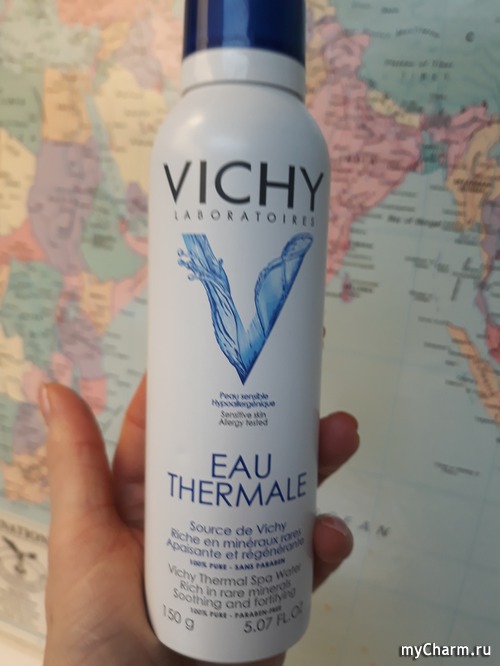 VICHY
LABORATOIRES
Peau sensible
Hypoallergénique
Sensitive skin
Allergy tested
EAU
THERMALE
Source de Vichy
Riche en minéraux rares
Apaisante et régénérante
100% PURE - SANS PARABEN
Vichy Thermal Spa Water
Rich in rare minerals
Soothing and fortifying
100% PURE - PARABEN-FREE
150 g 5.07 FL.OZ
myCharm.ru